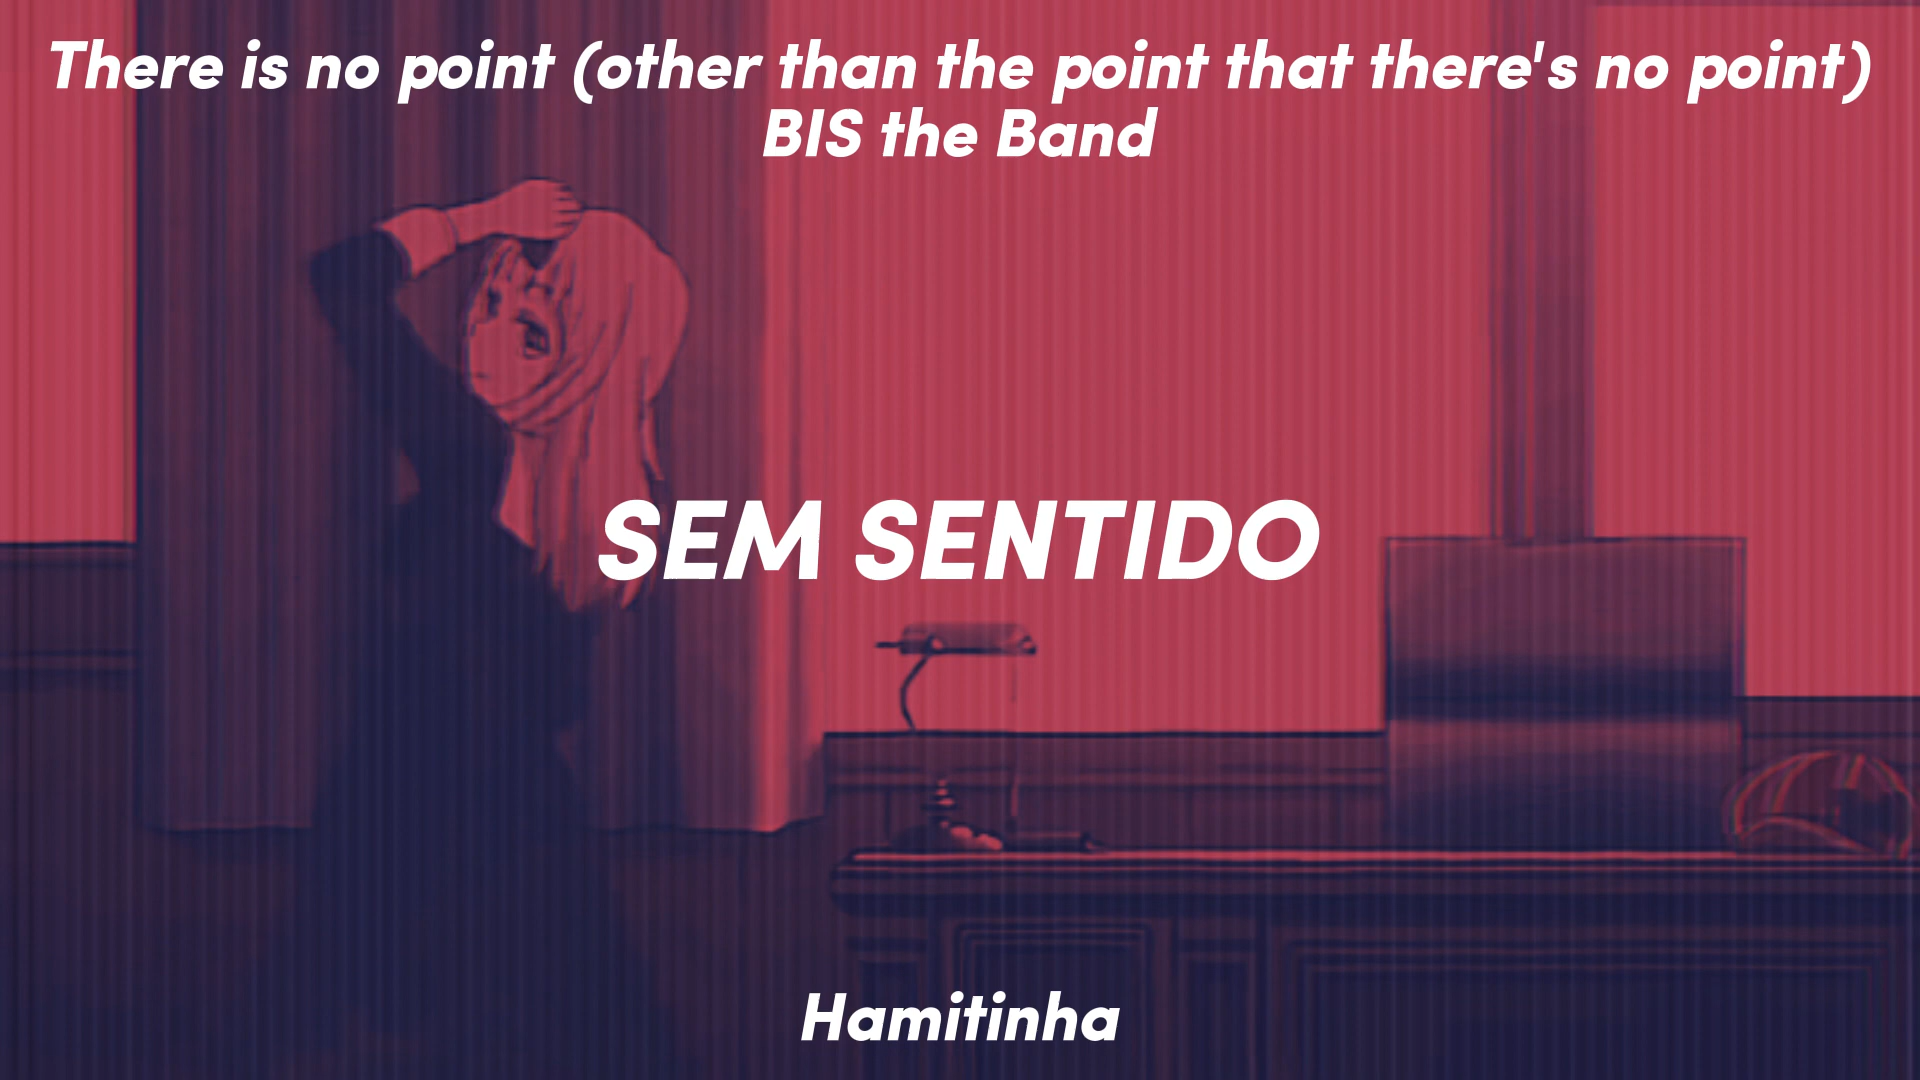 There is no point (other than the point that there's no point)
BIS the Band
SEM SENTIDO
Hamitinha